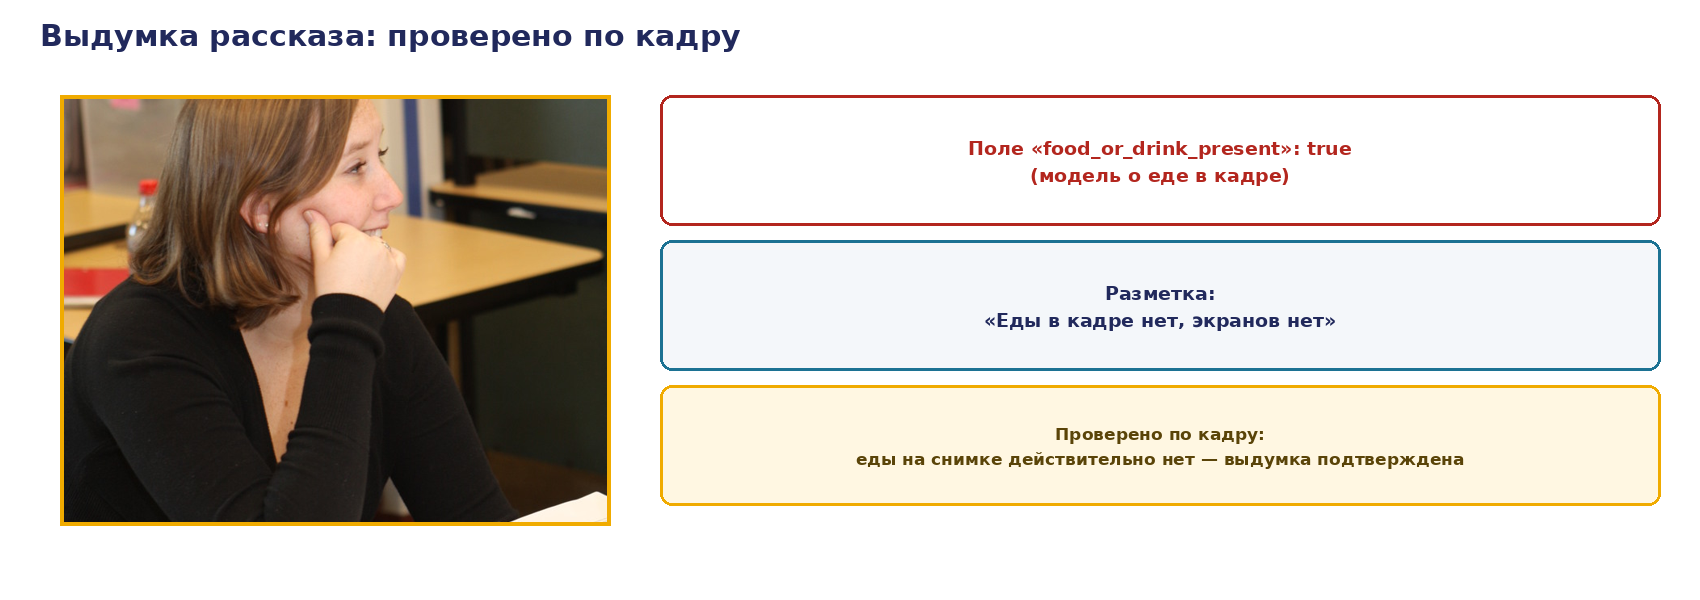 Выдумка рассказа: проверено по кадру
Поле «food_or_drink_present»: true
(модель о еде в кадре)
Разметка:
«Еды в кадре нет, экранов нет»
Проверено по кадру:
еды на снимке действительно нет — выдумка подтверждена